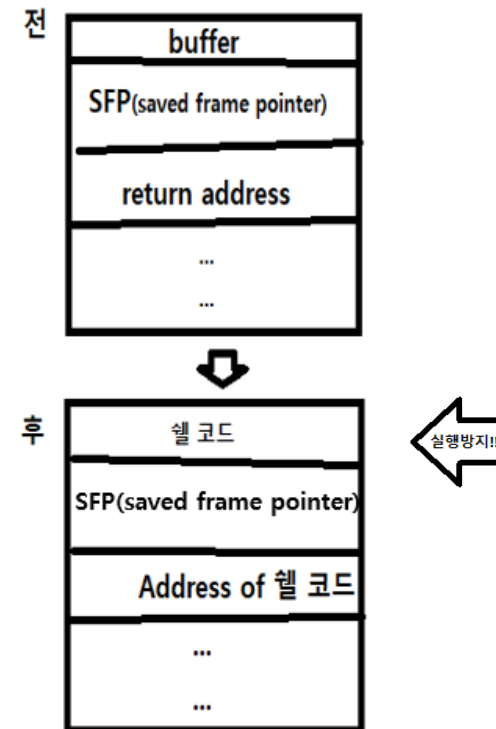 전
buffer
SFP(saved frame pointer)
return address
...
...
후
쉘 코드
실행방지!!
SFP(saved frame pointer)
Address of 쉘 코드
...
...